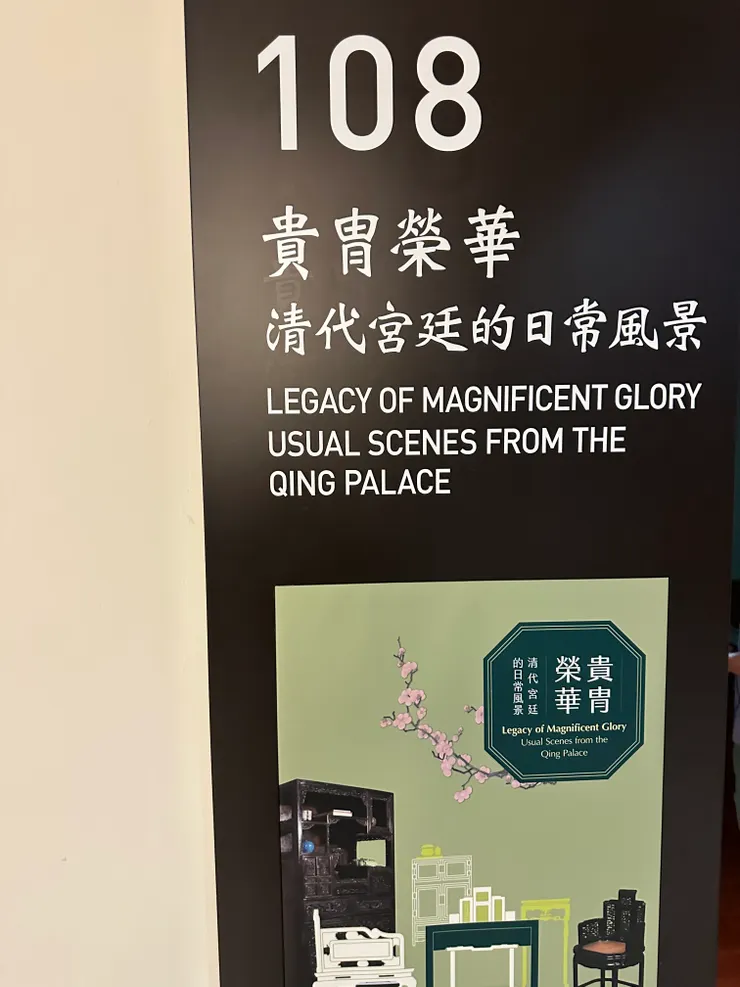 108
貴胄榮華
清代宮廷的日常風景
LEGACY OF MAGNIFICENT GLORY
USUAL SCENES FROM THE
QING PALACE
貴胄
榮華
清代宮廷
的日常風景
Legacy of Magnificent Glory
Usual Scenes from the
Qing Palace